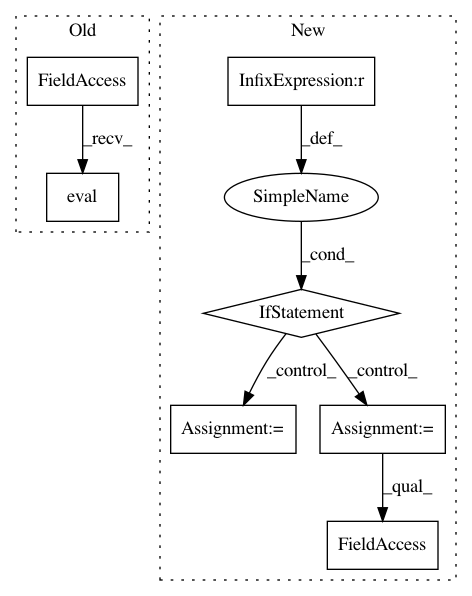 Old
New
FieldAccess
InfixExpression:r
_recv_
_def_
eval
SimpleName
_cond_
IfStatement
_control_
_control_
Assignment:=
Assignment:=
_qual_
FieldAccess